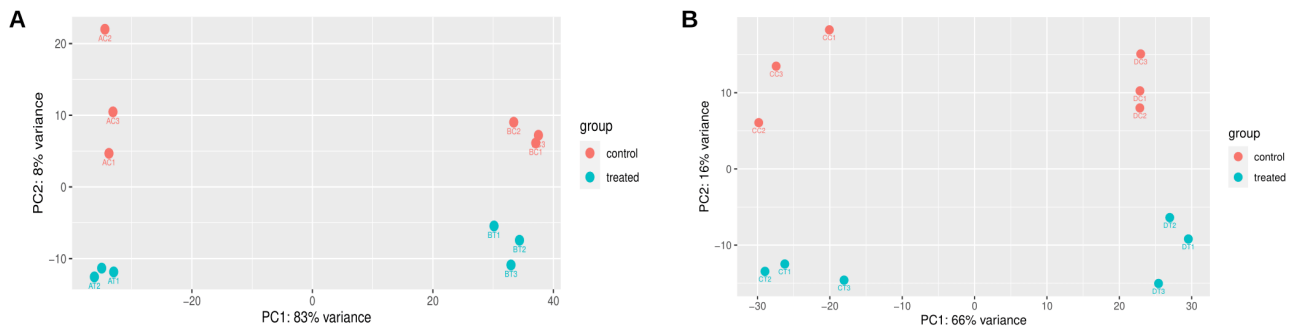 A
PC2: 8% variance
20
10
0
−10
AC2
AC3
AC1
AT2
AT1
BC2
BC1
BT1
BT2
BT3
−20
0
20
40
PC1: 83% variance
group
control
treated
B
PC2: 16% variance
10
0
−10
CC1
CC3
CC2
DC3
DC1
DC2
DT2
DT1
CT2
CT1
CT3
DT3
−30
−20
−10
0
10
20
30
PC1: 66% variance
group
control
treated